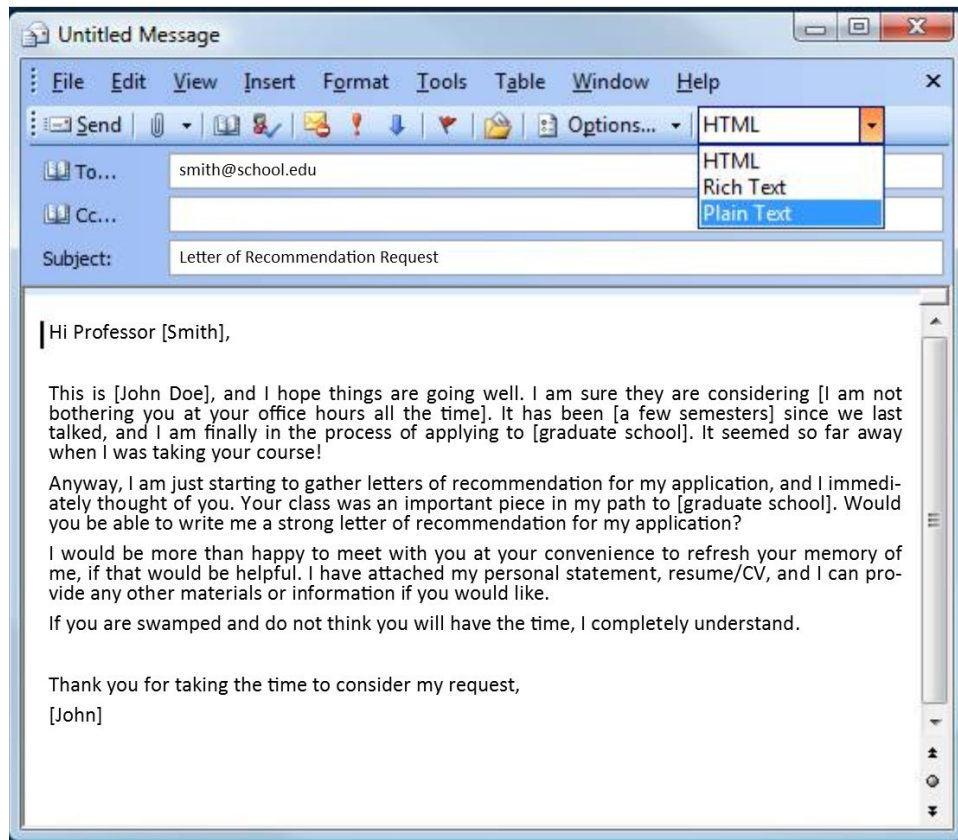 Untitled Message
File Edit View Insert Format Tools Table Window Help
Send Options... HTML
HTML
Rich Text
Plain Text
To... smith@school.edu
Cc...
Subject: Letter of Recommendation Request
Hi Professor [Smith],
This is [John Doe], and I hope things are going well. I am sure they are considering [I am not
bothering you at your office hours all the time]. It has been [a few semesters] since we last
talked, and I am finally in the process of applying to [graduate school]. It seemed so far away
when I was taking your course!
Anyway, I am just starting to gather letters of recommendation for my application, and I immedi-
ately thought of you. Your class was an important piece in my path to [graduate school]. Would
you be able to write me a strong letter of recommendation for my application?
I would be more than happy to meet with you at your convenience to refresh your memory of
me, if that would be helpful. I have attached my personal statement, resume/CV, and I can pro-
vide any other materials or information if you would like.
If you are swamped and do not think you will have the time, I completely understand.
Thank you for taking the time to consider my request,
[John]